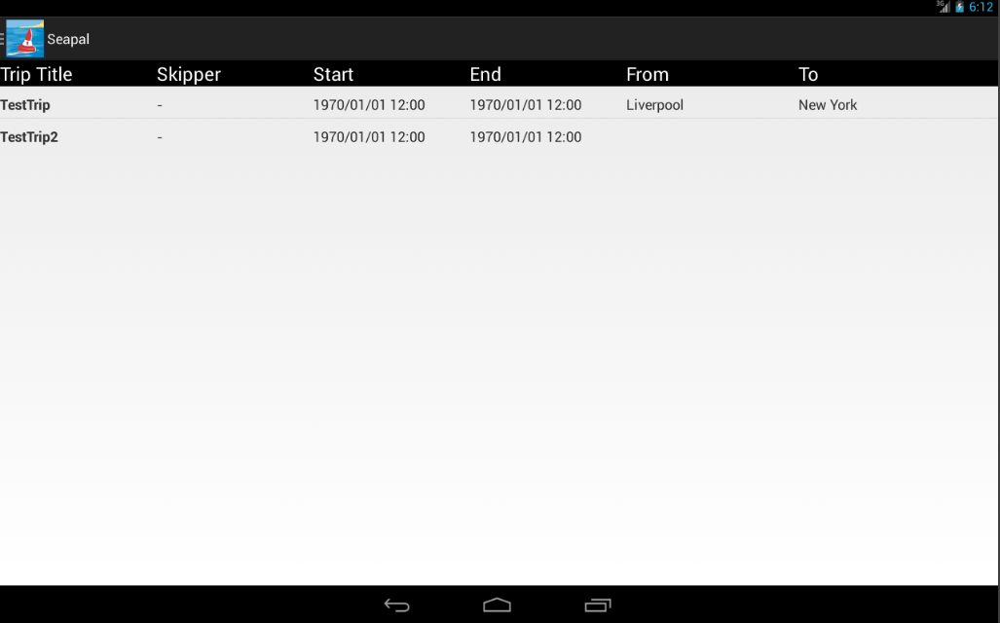 3G 6:12
Seapal
Trip Title Skipper Start End From To
TestTrip - 1970/01/01 12:00 1970/01/01 12:00 Liverpool New York
TestTrip2 - 1970/01/01 12:00 1970/01/01 12:00